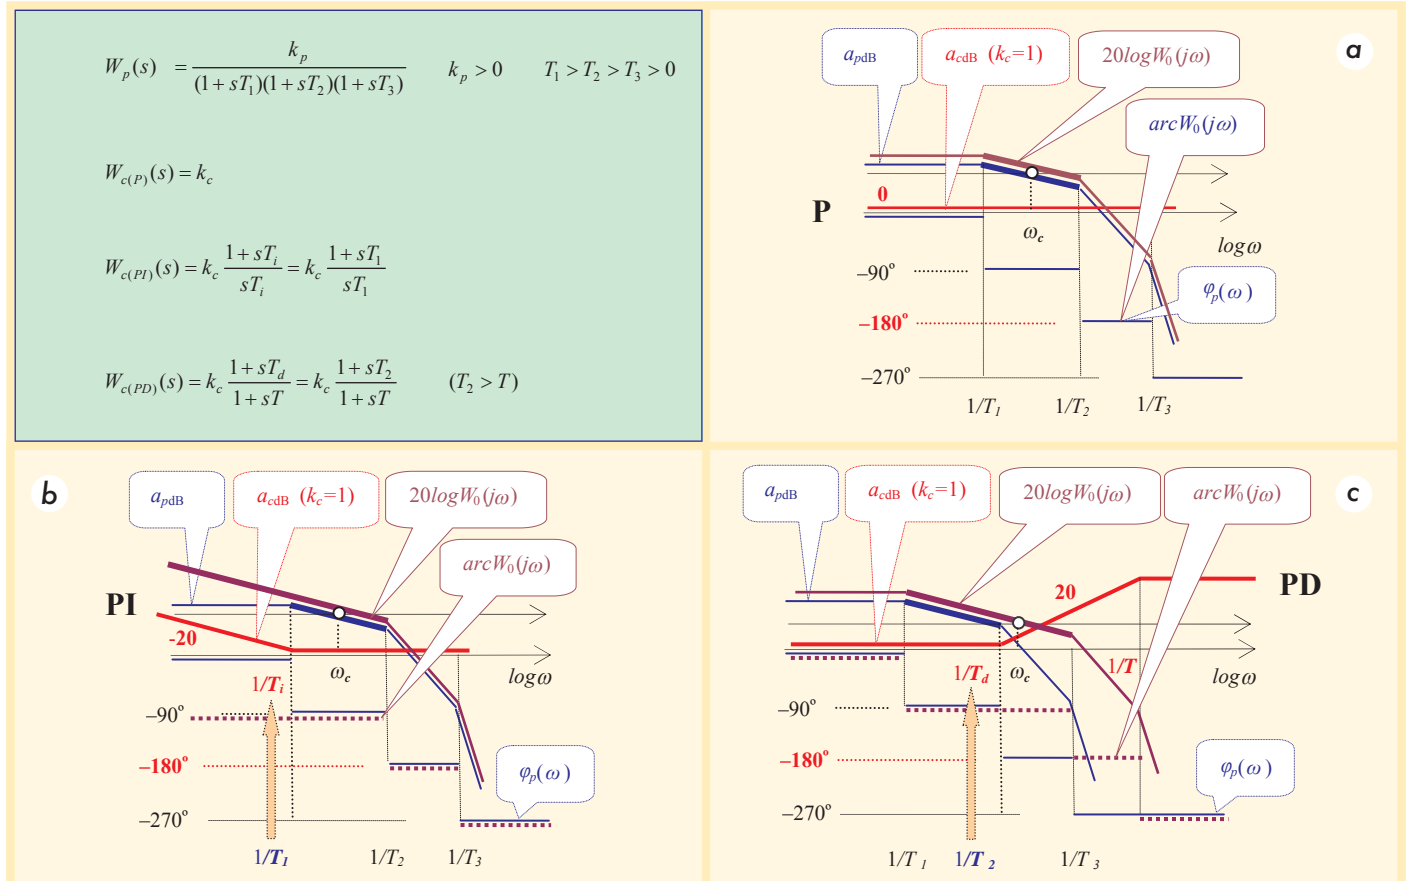 W_p(s) = k_p / (1 + sT_1)(1 + sT_2)(1 + sT_3)   k_p > 0   T_1 > T_2 > T_3 > 0
W_c(P)(s) = k_c
W_c(PI)(s) = k_c (1 + sT_i) / sT_i = k_c (1 + sT_1) / sT_1
W_c(PD)(s) = k_c (1 + sT_d) / (1 + sT) = k_c (1 + sT_2) / (1 + sT)   (T_2 > T)
a
a_pdB
a_cdB (k_c=1)
20logW_0(jω)
arcW_0(jω)
P
0
ω_c
logω
–90°
–180°
–270°
φ_p(ω)
1/T_1
1/T_2
1/T_3
b
a_pdB
a_cdB (k_c=1)
20logW_0(jω)
arcW_0(jω)
PI
-20
ω_c
logω
1/T_i
–90°
–180°
–270°
φ_p(ω)
1/T_1
1/T_2
1/T_3
c
a_pdB
a_cdB (k_c=1)
20logW_0(jω)
arcW_0(jω)
PD
20
1/T_d
ω_c
1/T
logω
–90°
–180°
–270°
φ_p(ω)
1/T_1
1/T_2
1/T_3